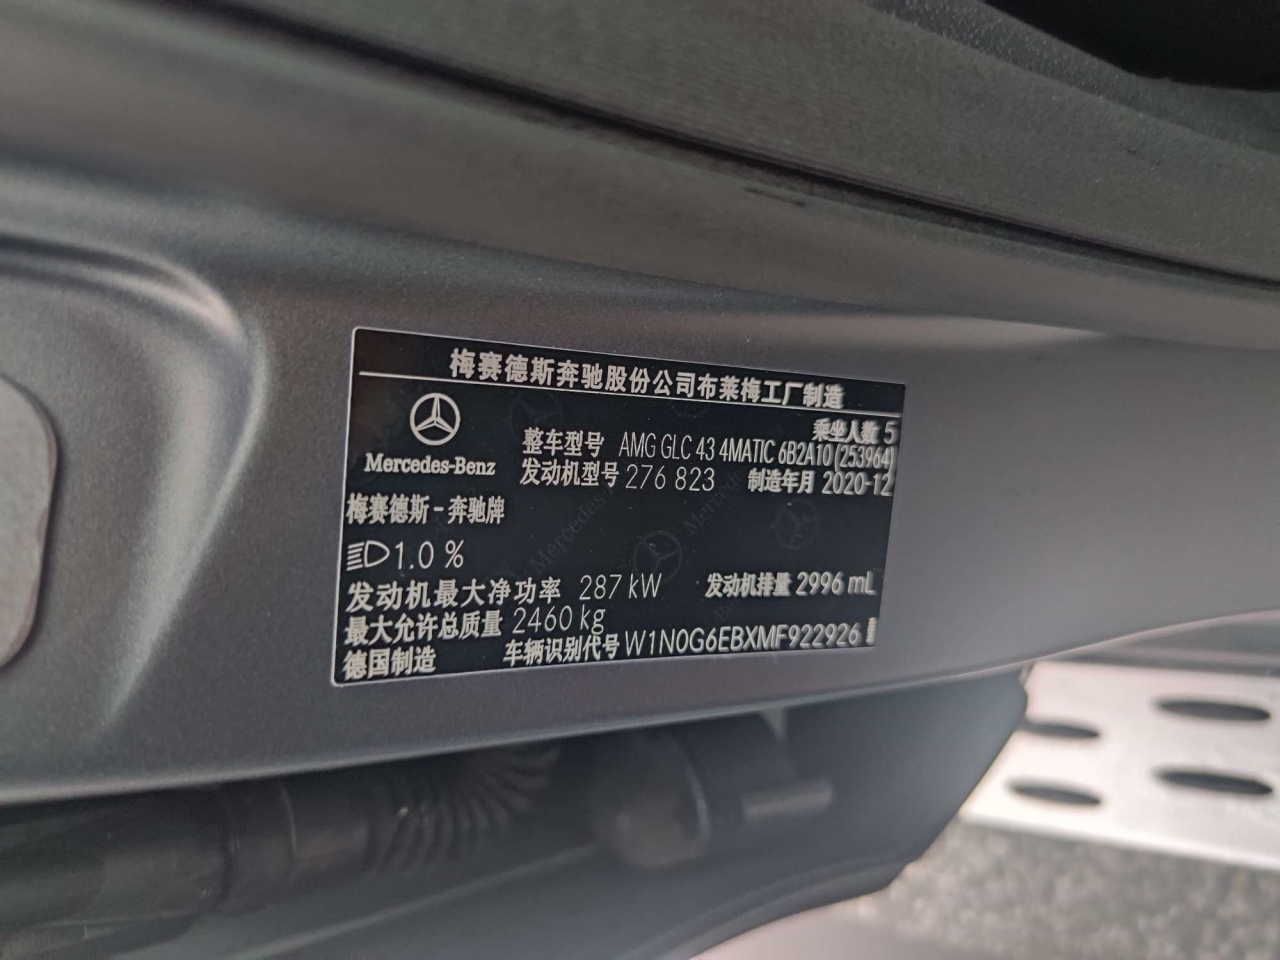 梅赛德斯奔驰股份公司布莱梅工厂制造
乘坐人数 5
Mercedes-Benz
整车型号 AMG GLC 43 4MATIC 6B2A10 (253964)
发动机型号 276 823 制造年月 2020-12
梅赛德斯-奔驰牌
1.0 %
发动机最大净功率 287 kW 发动机排量 2996 mL
最大允许总质量 2460 kg
德国制造 车辆识别代号 W1N0G6EBXMF922926